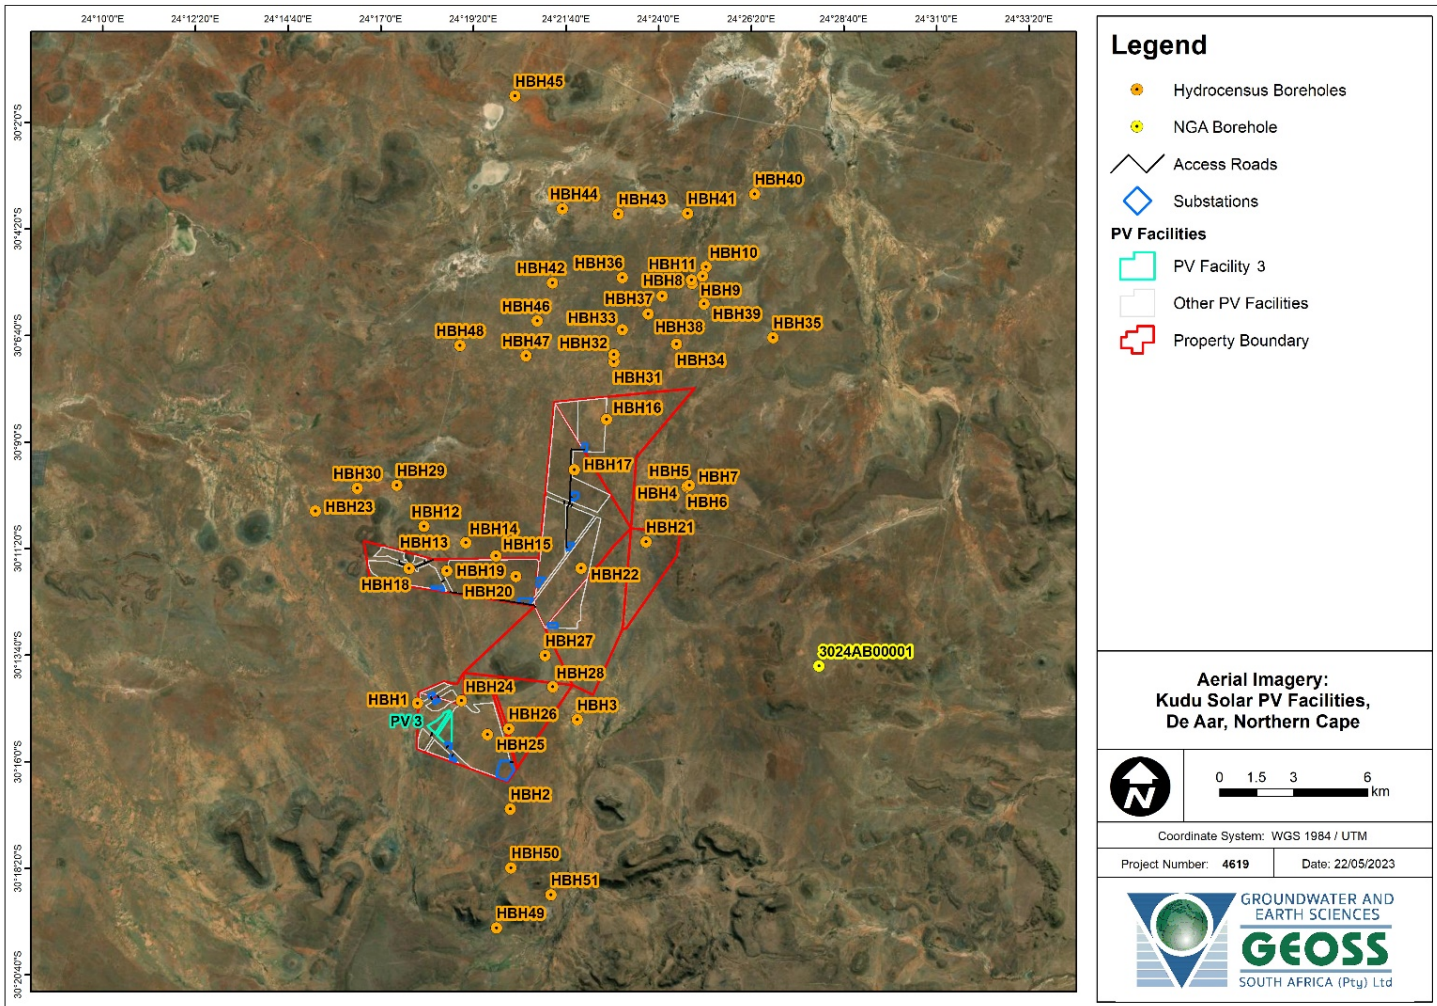 24°10'0"E
24°12'20"E
24°14'40"E
24°17'0"E
24°19'20"E
24°21'40"E
24°24'0"E
24°26'20"E
24°28'40"E
24°31'0"E
24°33'20"E
30°2'0"S
30°4'20"S
30°6'40"S
30°9'0"S
30°11'20"S
30°13'40"S
30°16'0"S
30°18'20"S
30°20'40"S
HBH45
HBH40
HBH44
HBH43
HBH41
HBH10
HBH36
HBH11
HBH42
HBH8
HBH9
HBH37
HBH46
HBH39
HBH33
HBH38
HBH35
HBH48
HBH47
HBH32
HBH34
HBH31
HBH16
HBH17
HBH5
HBH7
HBH30
HBH29
HBH4
HBH6
HBH23
HBH12
HBH14
HBH21
HBH13
HBH15
HBH19
HBH22
HBH18
HBH20
HBH27
3024AB00001
HBH28
HBH24
HBH1
HBH3
HBH26
PV 3
HBH25
HBH2
HBH50
HBH51
HBH49
Legend
Hydrocensus Boreholes
NGA Borehole
Access Roads
Substations
PV Facilities
PV Facility 3
Other PV Facilities
Property Boundary
Aerial Imagery:
Kudu Solar PV Facilities,
De Aar, Northern Cape
N
0 1.5 3 6
km
Coordinate System: WGS 1984 / UTM
Project Number: 4619
Date: 22/05/2023
GROUNDWATER AND
EARTH SCIENCES
GEOSS
SOUTH AFRICA (Pty) Ltd